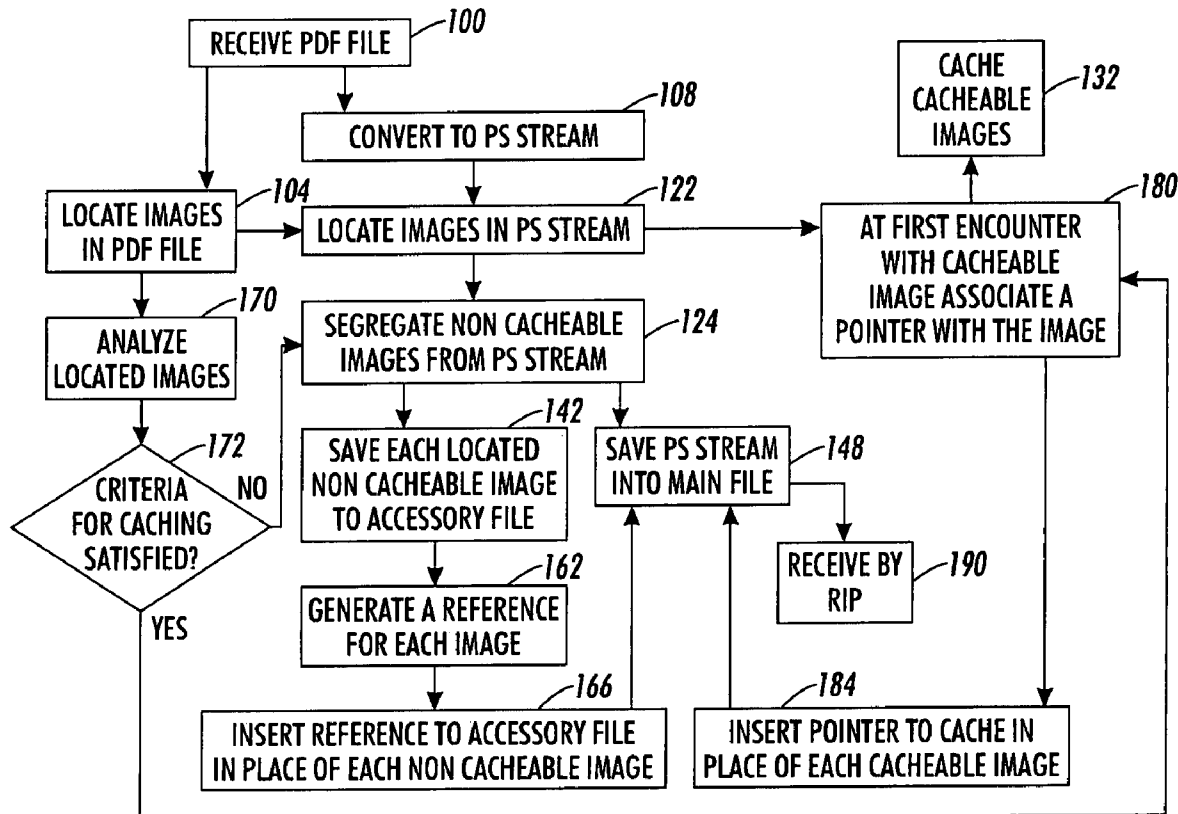 RECEIVE PDF FILE
100
CONVERT TO PS STREAM
108
CACHE
CACHEABLE
IMAGES
132
LOCATE IMAGES
IN PDF FILE
104
LOCATE IMAGES IN PS STREAM
122
AT FIRST ENCOUNTER
WITH CACHEABLE
IMAGE ASSOCIATE A
POINTER WITH THE IMAGE
180
ANALYZE
LOCATED IMAGES
170
SEGREGATE NON CACHEABLE
IMAGES FROM PS STREAM
124
CRITERIA
FOR CACHING
SATISFIED?
172
NO
YES
SAVE EACH LOCATED
NON CACHEABLE IMAGE
TO ACCESSORY FILE
142
SAVE PS STREAM
INTO MAIN FILE
148
GENERATE A REFERENCE
FOR EACH IMAGE
162
RECEIVE BY
RIP
190
INSERT REFERENCE TO ACCESSORY FILE
IN PLACE OF EACH NON CACHEABLE IMAGE
166
INSERT POINTER TO CACHE IN
PLACE OF EACH CACHEABLE IMAGE
184